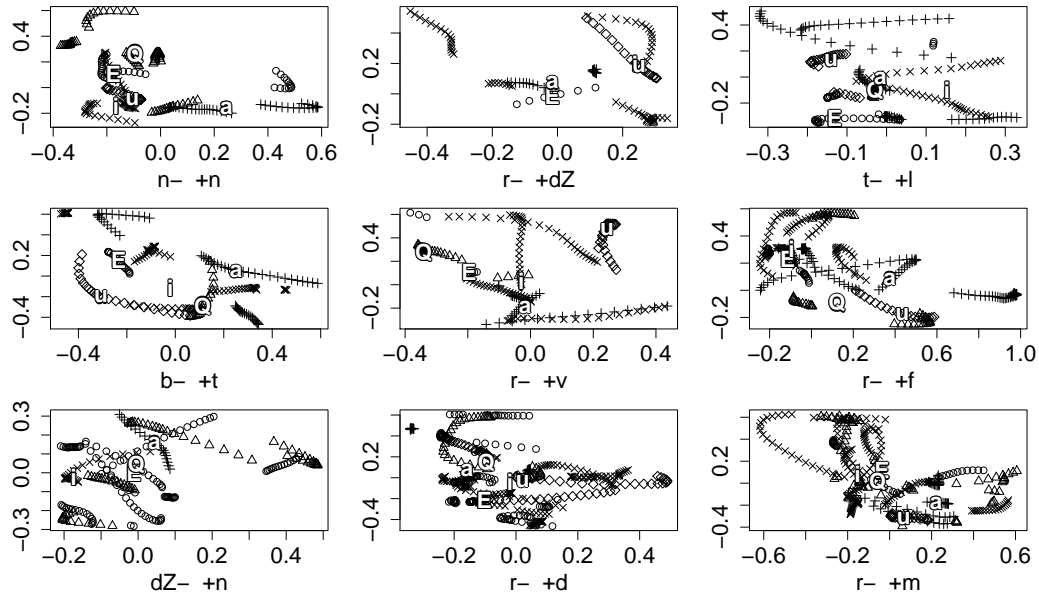 0.4
−0.2
Q
E
u
i
a
−0.4 −0.2 0.0 0.2 0.4 0.6
n− +n
0.2
−0.2
u
a
E
−0.4 −0.2 0.0 0.2
r− +dZ
0.4
−0.2
u
a
Q
i
E
−0.3 −0.1 0.1 0.3
t− +l
0.2
−0.4
E
a
i
u
Q
−0.4 0.0 0.4
b− +t
0.4
−0.2
u
Q
E
i
a
−0.4 −0.2 0.0 0.2 0.4
r− +v
0.4
−0.2
i
E
a
Q
u
−0.2 0.2 0.6 1.0
r− +f
0.3
0.0
−0.3
a
Q
E
i
−0.2 0.0 0.2 0.4
dZ− +n
0.2
−0.4
Q
a
i
u
E
−0.2 0.0 0.2 0.4
r− +d
0.2
−0.4
E
i
Q
a
u
−0.6 −0.2 0.2 0.6
r− +m